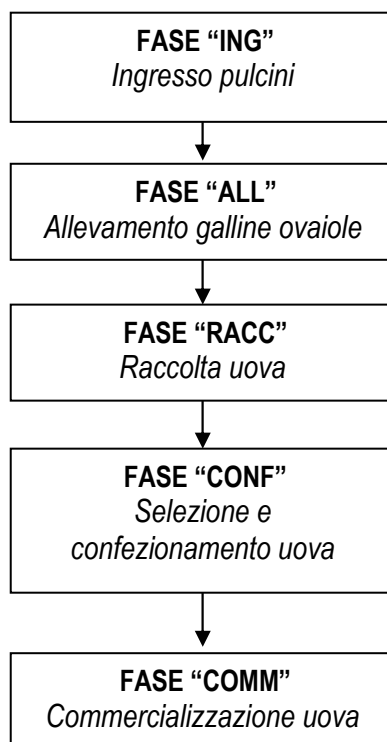 FASE “ING”
Ingresso pulcini
FASE “ALL”
Allevamento galline ovaiole
FASE “RACC”
Raccolta uova
FASE “CONF”
Selezione e
confezionamento uova
FASE “COMM”
Commercializzazione uova